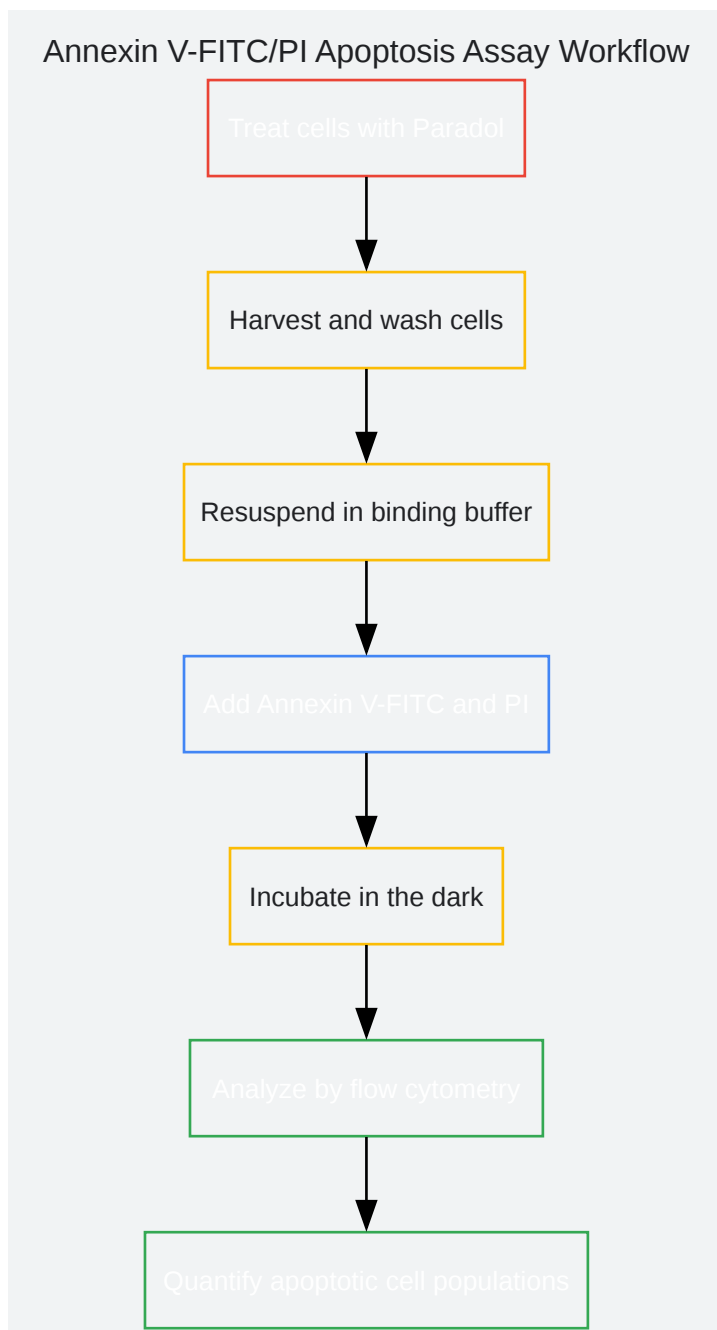 Annexin V-FITC/PI Apoptosis Assay Workflow
Treat cells with Paradol
Harvest and wash cells
Resuspend in binding buffer
Add Annexin V-FITC and PI
Incubate in the dark
Analyze by flow cytometry
Quantify apoptotic cell populations